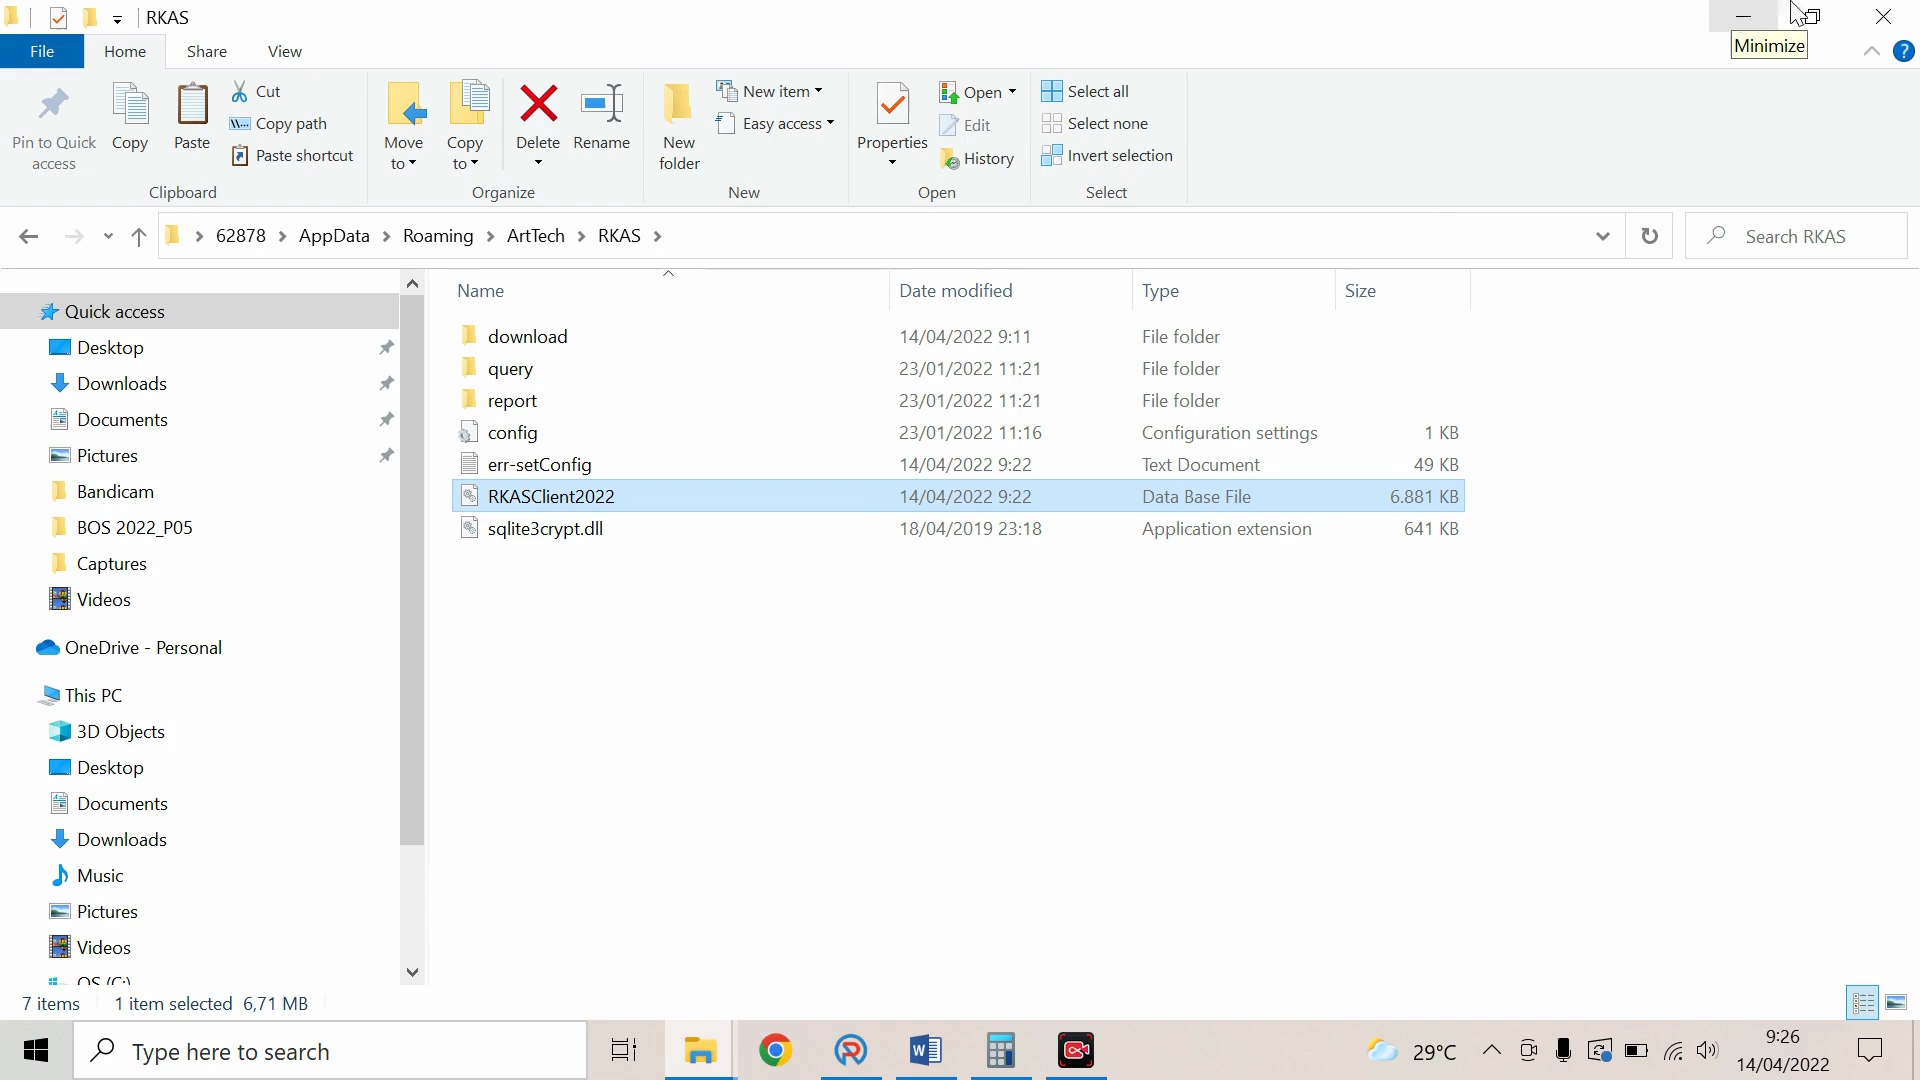 RKAS
Minimize
File Home Share View
Pin to Quick access
Copy
Paste
Cut
Copy path
Paste shortcut
Clipboard
Move to
Copy to
Delete
Rename
Organize
New folder
New item
Easy access
New
Properties
Open
Edit
History
Open
Select all
Select none
Invert selection
Select
62878 AppData Roaming ArtTech RKAS
Search RKAS
Quick access
Desktop
Downloads
Documents
Pictures
Bandicam
BOS 2022_P05
Captures
Videos
OneDrive - Personal
This PC
3D Objects
Desktop
Documents
Downloads
Music
Pictures
Videos
OS (C:)
Name Date modified Type Size
download 14/04/2022 9:11 File folder
query 23/01/2022 11:21 File folder
report 23/01/2022 11:21 File folder
config 23/01/2022 11:16 Configuration settings 1 KB
err-setConfig 14/04/2022 9:22 Text Document 49 KB
RKASClient2022 14/04/2022 9:22 Data Base File 6.881 KB
sqlite3crypt.dll 18/04/2019 23:18 Application extension 641 KB
7 items 1 item selected 6,71 MB
Type here to search
29°C
9:26
14/04/2022